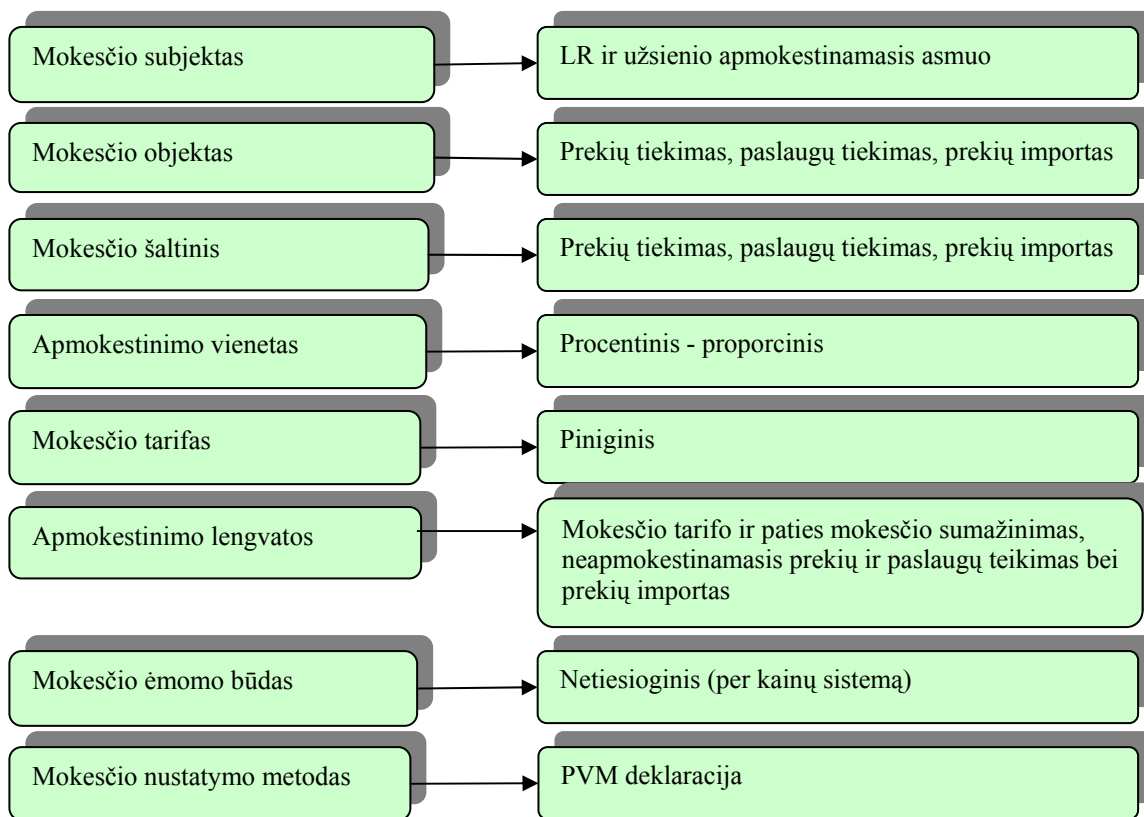 Mokesčio subjektas
LR ir užsienio apmokestinamasis asmuo
Mokesčio objektas
Prekių tiekimas, paslaugų tiekimas, prekių importas
Mokesčio šaltinis
Prekių tiekimas, paslaugų tiekimas, prekių importas
Apmokestinimo vienetas
Procentinis - proporcinis
Mokesčio tarifas
Piniginis
Apmokestinimo lengvatos
Mokesčio tarifo ir paties mokesčio sumažinimas,
neapmokestinamasis prekių ir paslaugų teikimas bei
prekių importas
Mokesčio ėmomo būdas
Netiesioginis (per kainų sistemą)
Mokesčio nustatymo metodas
PVM deklaracija